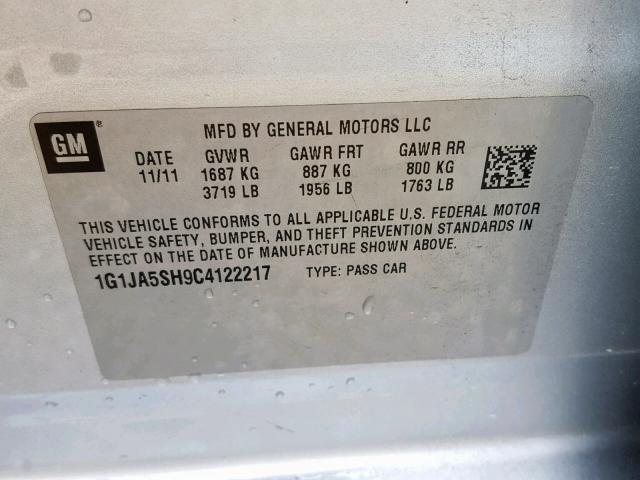 GM®
MFD BY GENERAL MOTORS LLC
DATE GVWR GAWR FRT GAWR RR
11/11 1687 KG 887 KG 800 KG
3719 LB 1956 LB 1763 LB
THIS VEHICLE CONFORMS TO ALL APPLICABLE U.S. FEDERAL MOTOR
VEHICLE SAFETY, BUMPER, AND THEFT PREVENTION STANDARDS IN
EFFECT ON THE DATE OF MANUFACTURE SHOWN ABOVE.
1G1JA5SH9C4122217 TYPE: PASS CAR